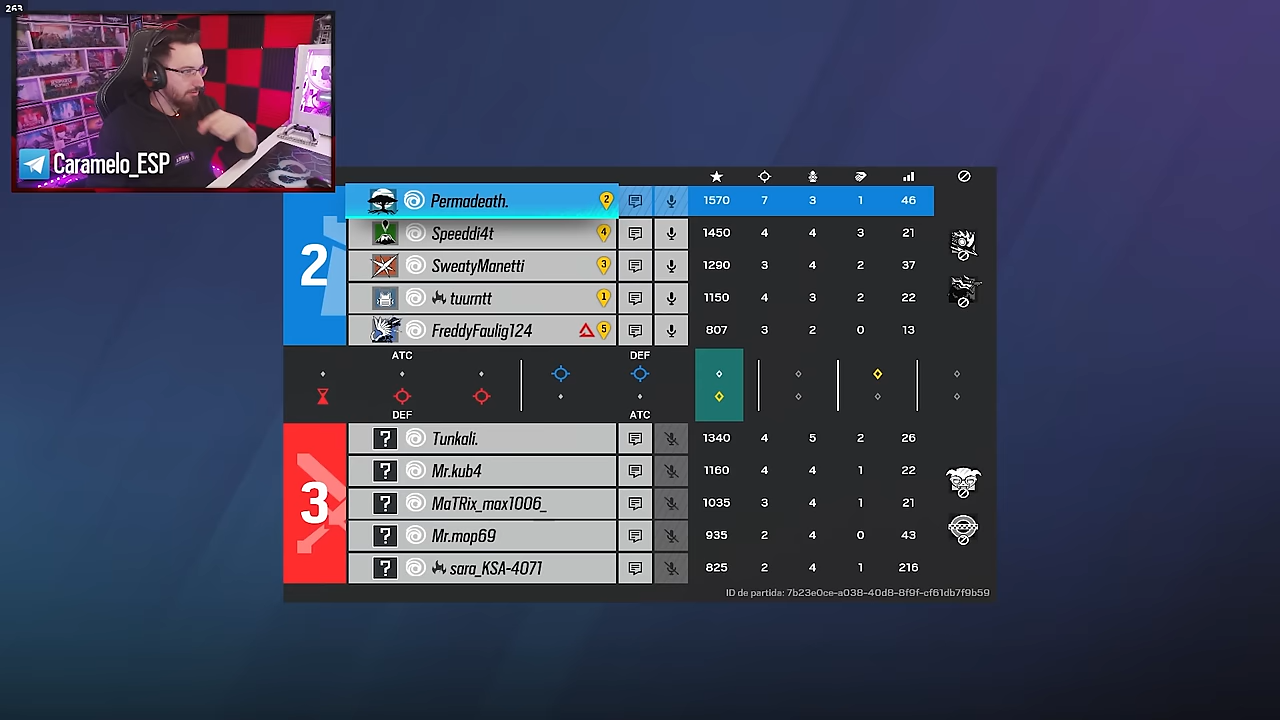 263
Caramelo_ESP
2
Permadeath. 2 1570 7 3 1 46
Speeddi4t 4 1450 4 4 3 21
SweatyManetti 3 1290 3 4 2 37
tuurntt 1 1150 4 3 2 22
FreddyFaulig124 5 807 3 2 0 13
ATC DEF
DEF ATC
3
? Tunkali. 1340 4 5 2 26
? Mr.kub4 1160 4 4 1 22
? MaTRix_max1006_ 1035 3 4 1 21
? Mr.mop69 935 2 4 0 43
? sara_KSA-4071 825 2 4 1 216
ID de partida: 7b23e0ce-a038-40d8-8f9f-cf61db7f9b59